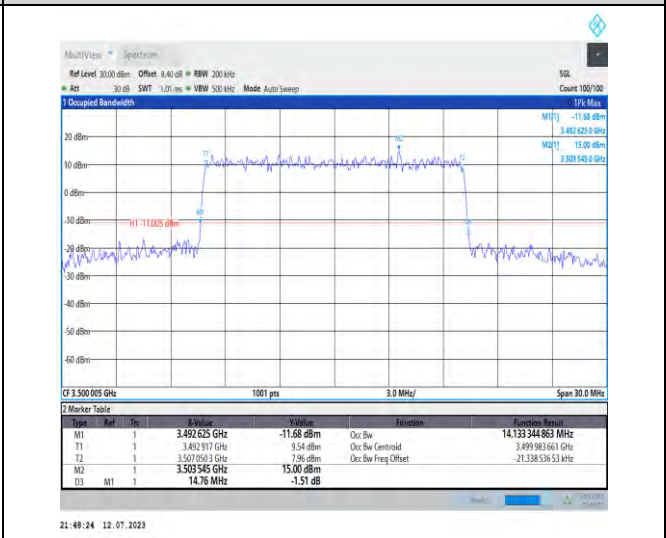 MultiView Spectrum
Ref Level 30.00 dBm Offset 8.40 dB RBW 200 kHz SGL
Att 30 dB SWT 1.01 ms VBW 500 kHz Mode Auto Sweep Count 100/100
1 Occupied Bandwidth 1Pk Max
M1[1] -11.68 dBm
3.492 625 0 GHz
M2[1] 15.00 dBm
3.503 545 0 GHz
20 dBm
M2
T1 T2
10 dBm
0 dBm
M1
-10 dBm
H1 -11.005 dBm
-20 dBm
-30 dBm
-40 dBm
-50 dBm
-60 dBm
CF 3.500 005 GHz 1001 pts 3.0 MHz/ Span 30.0 MHz
2 Marker Table
Type Ref Trc X-Value Y-Value Function Function Result
M1 1 3.492 625 GHz -11.68 dBm Occ Bw 14.133 344 863 MHz
T1 1 3.492 917 GHz 9.54 dBm Occ Bw Centroid 3.499 983 661 GHz
T2 1 3.507 050 3 GHz 7.96 dBm Occ Bw Freq Offset -21.338 536 53 kHz
M2 1 3.503 545 GHz 15.00 dBm
D3 M1 1 14.76 MHz -1.51 dB
21:48:24 12.07.2023